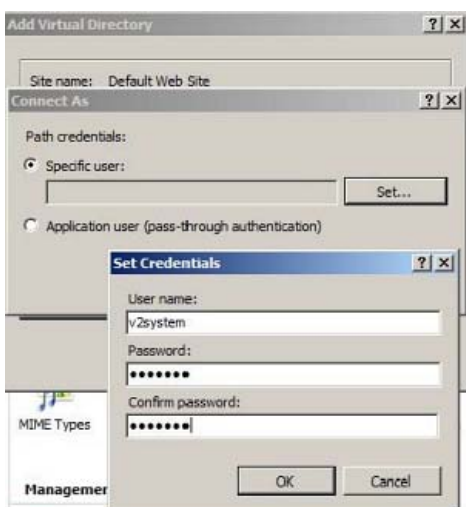 Add Virtual Directory
Site name: Default Web Site
Connect As
Path credentials:
Specific user:
Set...
Application user (pass-through authentication)
Set Credentials
User name:
v2system
Password:
•••••••
Confirm password:
•••••••
MIME Types
OK Cancel
Managemen